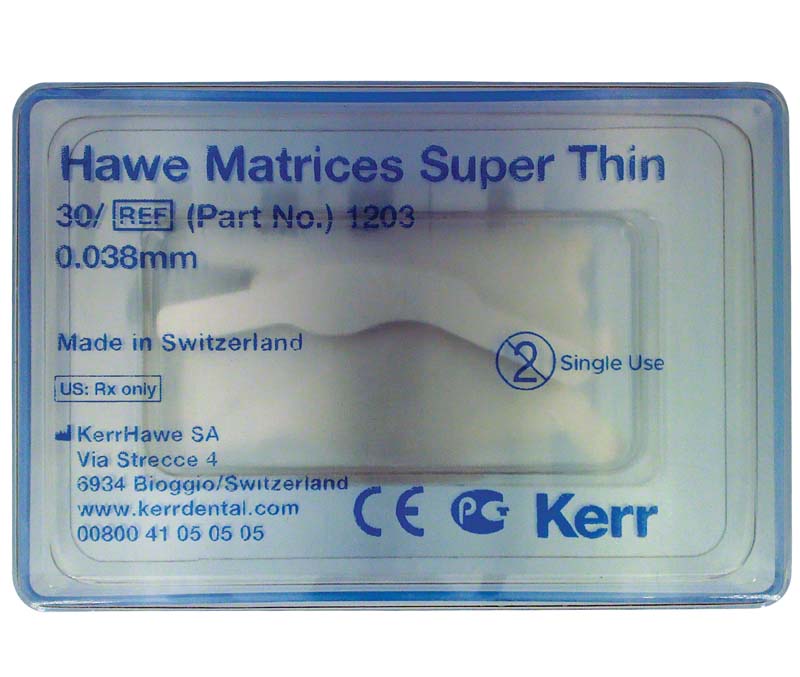 Hawe Matrices Super Thin
30/ REF (Part No.) 1203
0.038mm
Made in Switzerland
2 Single Use
US: Rx only
KerrHawe SA
Via Strecce 4
6934 Bioggio/Switzerland
www.kerrdental.com
00800 41 05 05 05
CE PCT Kerr